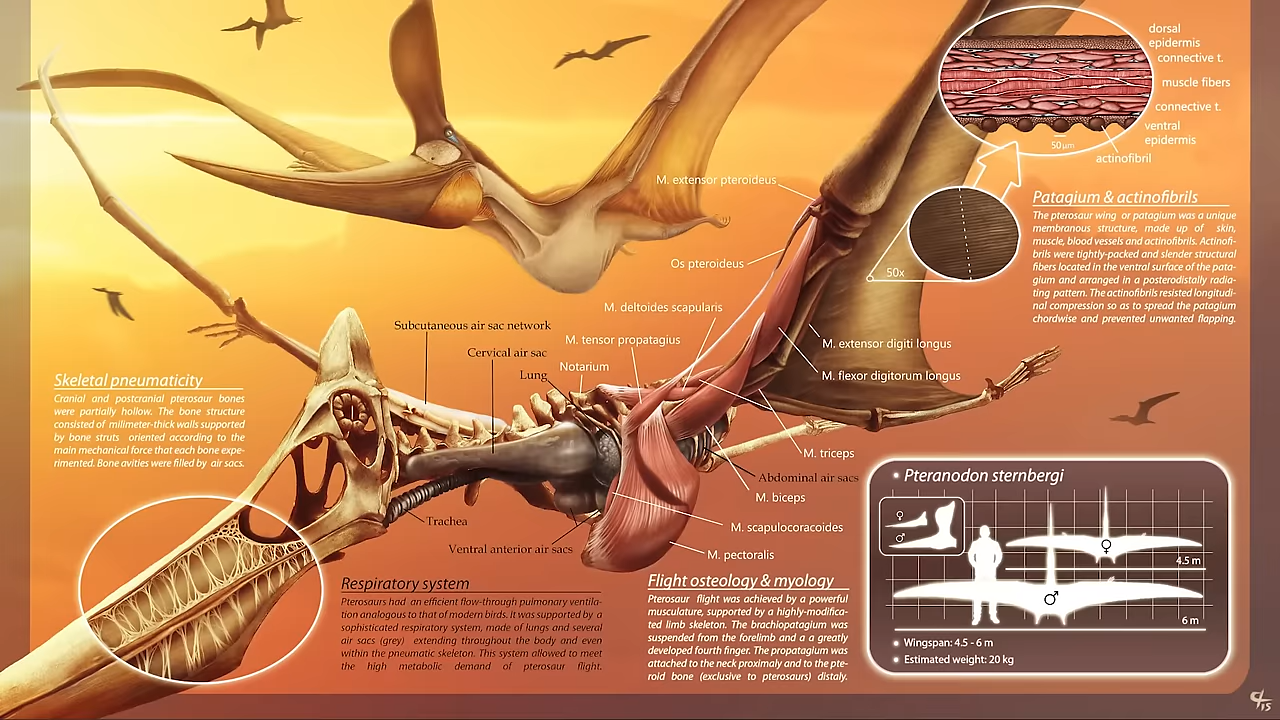 dorsal
epidermis
connective t.
muscle fibers
connective t.
ventral
epidermis
50µm
actinofibril
M. extensor pteroideus
Os pteroideus
50x
Patagium & actinofibrils
The pterosaur wing or patagium was a unique
membranous structure, made up of skin,
muscle, blood vessels and actinofibrils. Actinofi-
brils were tightly-packed and slender structural
fibers located in the ventral surface of the pata-
gium and arranged in a posterodistally radia-
ting pattern. The actinofibrils resisted longitudi-
nal compression so as to spread the patagium
chordwise and prevented unwanted flapping.
M. deltoides scapularis
Subcutaneous air sac network
M. tensor propatagius
Cervical air sac
Notarium
Lung
M. extensor digiti longus
M. flexor digitorum longus
Skeletal pneumaticity
Cranial and postcranial pterosaur bones
were partially hollow. The bone structure
consisted of milimeter-thick walls supported
by bone struts oriented according to the
main mechanical force that each bone expe-
rimented. Bone avities were filled by air sacs.
M. triceps
Abdominal air sacs
M. biceps
Trachea
M. scapulocoracoides
Ventral anterior air sacs
M. pectoralis
Respiratory system
Pterosaurs had an efficient flow-through pulmonary ventila-
tion analogous to that of modern birds. It was supported by a
sophisticated respiratory system, made of lungs and several
air sacs (grey) extending throughout the body and even
within the pneumatic skeleton. This system allowed to meet
the high metabolic demand of pterosaur flight.
Flight osteology & myology
Pterosaur flight was achieved by a powerful
musculature, supported by a highly-modifica-
ted limb skeleton. The brachiopatagium was
suspended from the forelimb and a a greatly
developed fourth finger. The propatagium was
attached to the neck proximaly and to the pte-
roid bone (exclusive to pterosaurs) distaly.
Pteranodon sternbergi
♀
♂
♀
4.5 m
♂
6 m
Wingspan: 4.5 - 6 m
Estimated weight: 20 kg